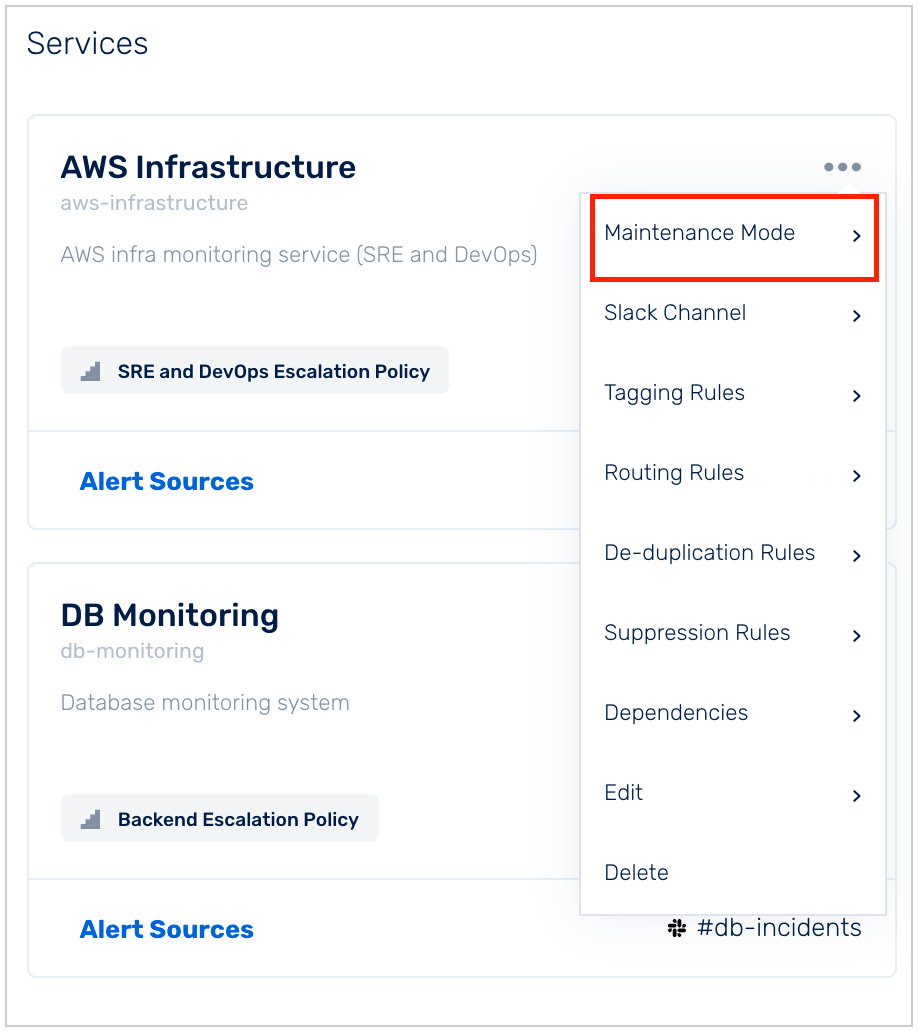 Services
AWS Infrastructure
aws-infrastructure
AWS infra monitoring service (SRE and DevOps)
SRE and DevOps Escalation Policy
Alert Sources
Maintenance Mode
Slack Channel
Tagging Rules
Routing Rules
De-duplication Rules
Suppression Rules
Dependencies
Edit
Delete
DB Monitoring
db-monitoring
Database monitoring system
Backend Escalation Policy
Alert Sources
#db-incidents